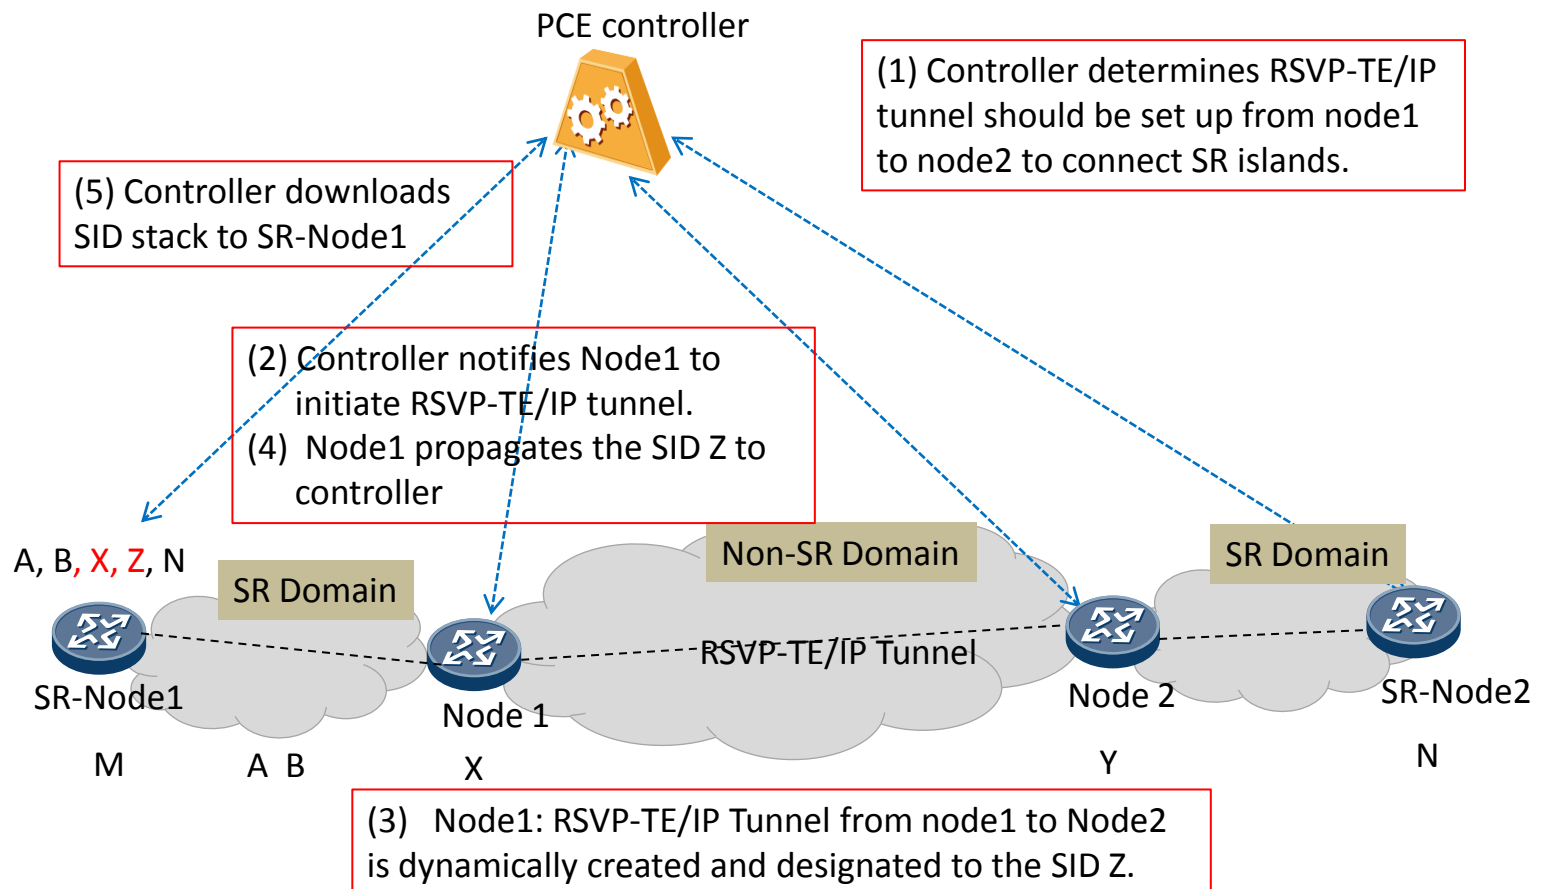 PCE controller
(1) Controller determines RSVP-TE/IP
tunnel should be set up from node1
to node2 to connect SR islands.
(5) Controller downloads
SID stack to SR-Node1
(2) Controller notifies Node1 to
initiate RSVP-TE/IP tunnel.
(4) Node1 propagates the SID Z to
controller
A, B, X, Z, N
SR Domain
Non-SR Domain
SR Domain
RSVP-TE/IP Tunnel
SR-Node1
Node 1
Node 2
SR-Node2
M
A B
X
Y
N
(3) Node1: RSVP-TE/IP Tunnel from node1 to Node2
is dynamically created and designated to the SID Z.